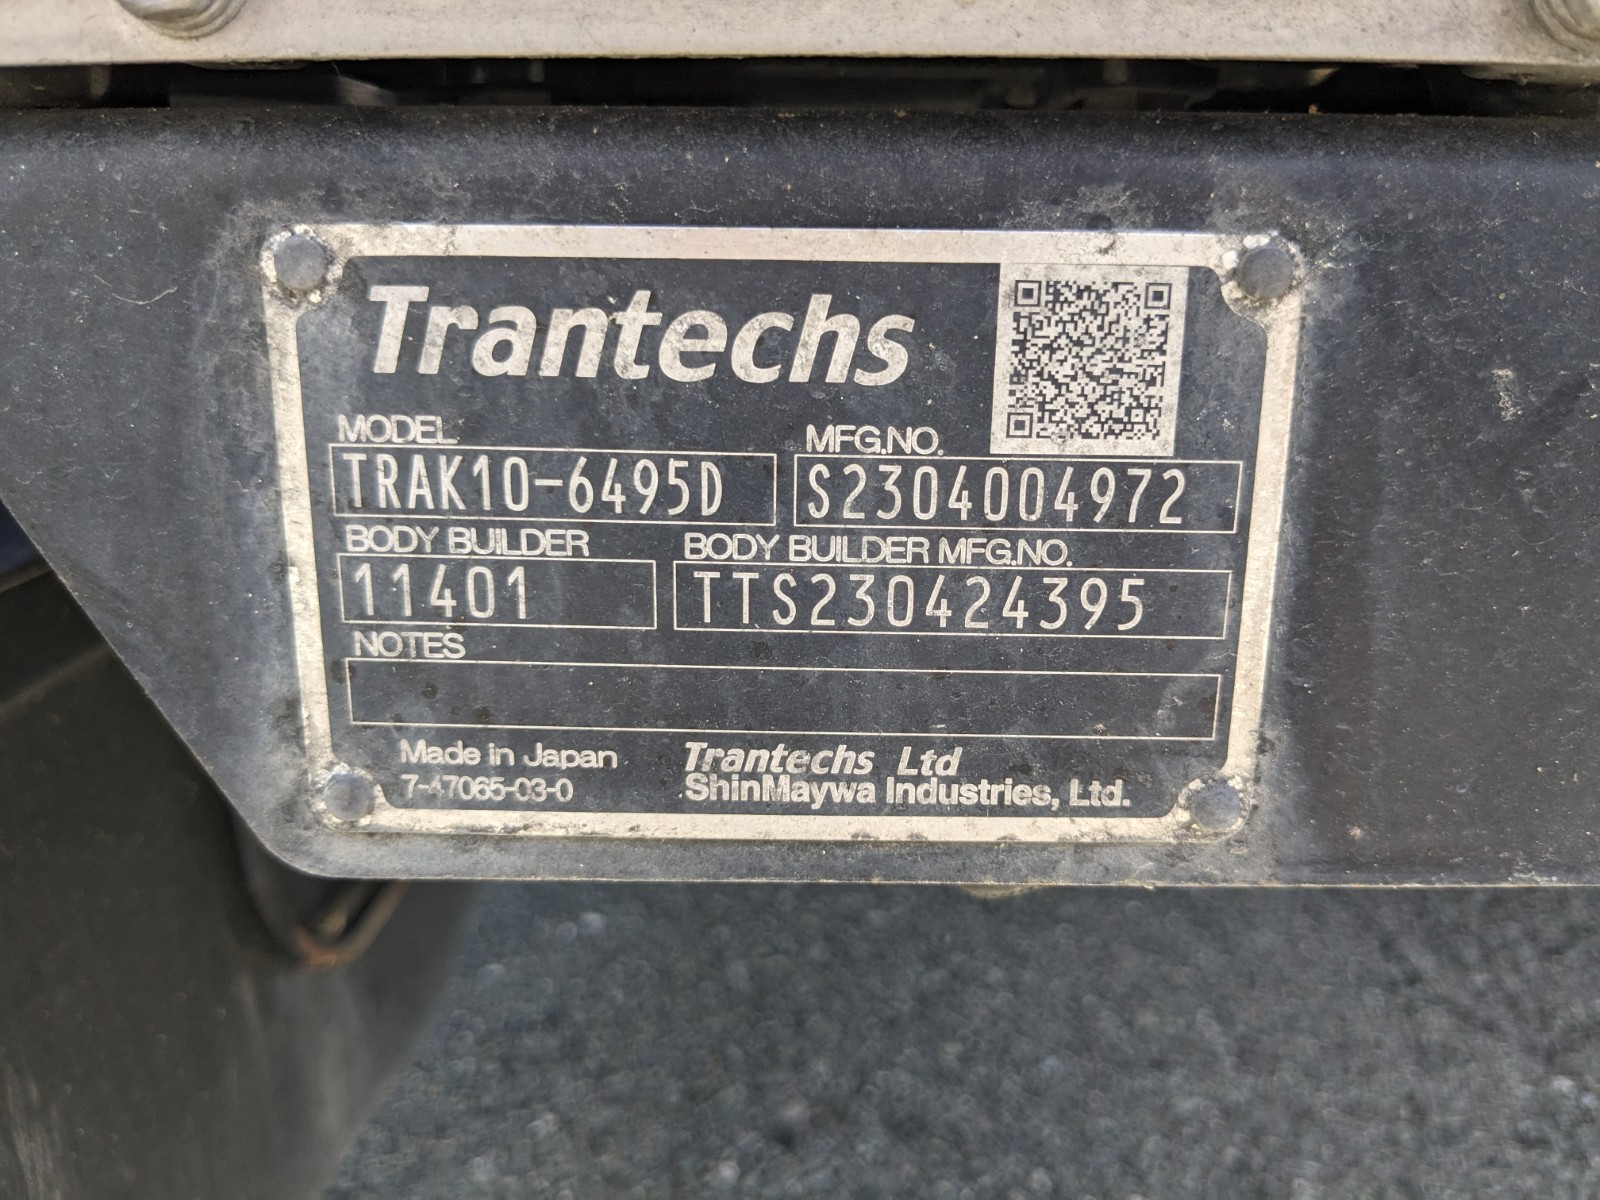 Trantechs
MODEL MFG.NO.
TRAK10-6495D S2304004972
BODY BUILDER BODY BUILDER MFG.NO.
11401 TTS230424395
NOTES
Made in Japan Trantechs Ltd
7-47065-03-0 ShinMaywa Industries, Ltd.